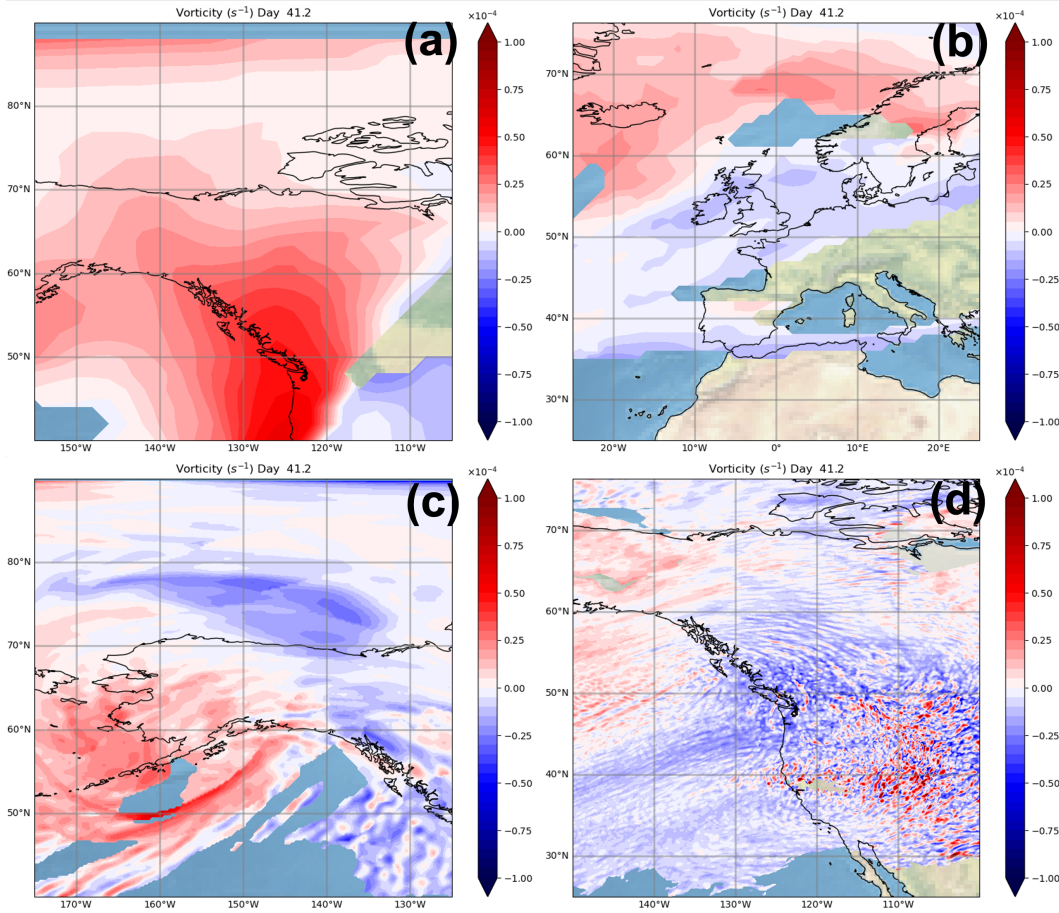 Vorticity (s⁻¹) Day 41.2
(a)
×10⁻⁴
1.00
0.75
0.50
0.25
0.00
−0.25
−0.50
−0.75
−1.00
80°N
70°N
60°N
50°N
150°W 140°W 130°W 120°W 110°W
Vorticity (s⁻¹) Day 41.2
(b)
×10⁻⁴
1.00
0.75
0.50
0.25
0.00
−0.25
−0.50
−0.75
−1.00
70°N
60°N
50°N
40°N
30°N
20°W 10°W 0° 10°E 20°E
Vorticity (s⁻¹) Day 41.2
(c)
×10⁻⁴
1.00
0.75
0.50
0.25
0.00
−0.25
−0.50
−0.75
−1.00
80°N
70°N
60°N
50°N
170°W 160°W 150°W 140°W 130°W
Vorticity (s⁻¹) Day 41.2
(d)
×10⁻⁴
1.00
0.75
0.50
0.25
0.00
−0.25
−0.50
−0.75
−1.00
70°N
60°N
50°N
40°N
30°N
140°W 130°W 120°W 110°W